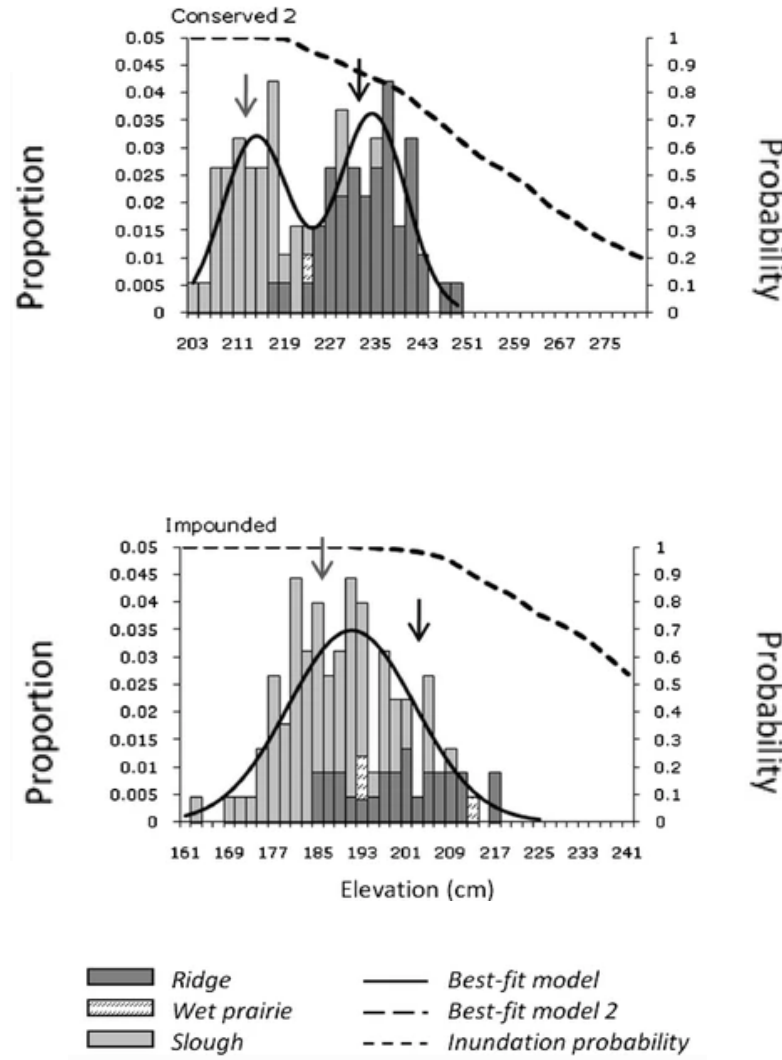 Conserved 2
0.05
0.045
0.04
0.035
0.03
0.025
0.02
0.015
0.01
0.005
0
Proportion
1
0.9
0.8
0.7
0.6
0.5
0.4
0.3
0.2
0.1
0
Probability
203 211 219 227 235 243 251 259 267 275
Impounded
0.05
0.045
0.04
0.035
0.03
0.025
0.02
0.015
0.01
0.005
0
Proportion
1
0.9
0.8
0.7
0.6
0.5
0.4
0.3
0.2
0.1
0
Probability
161 169 177 185 193 201 209 217 225 233 241
Elevation (cm)
Ridge
Wet prairie
Slough
Best-fit model
Best-fit model 2
Inundation probability